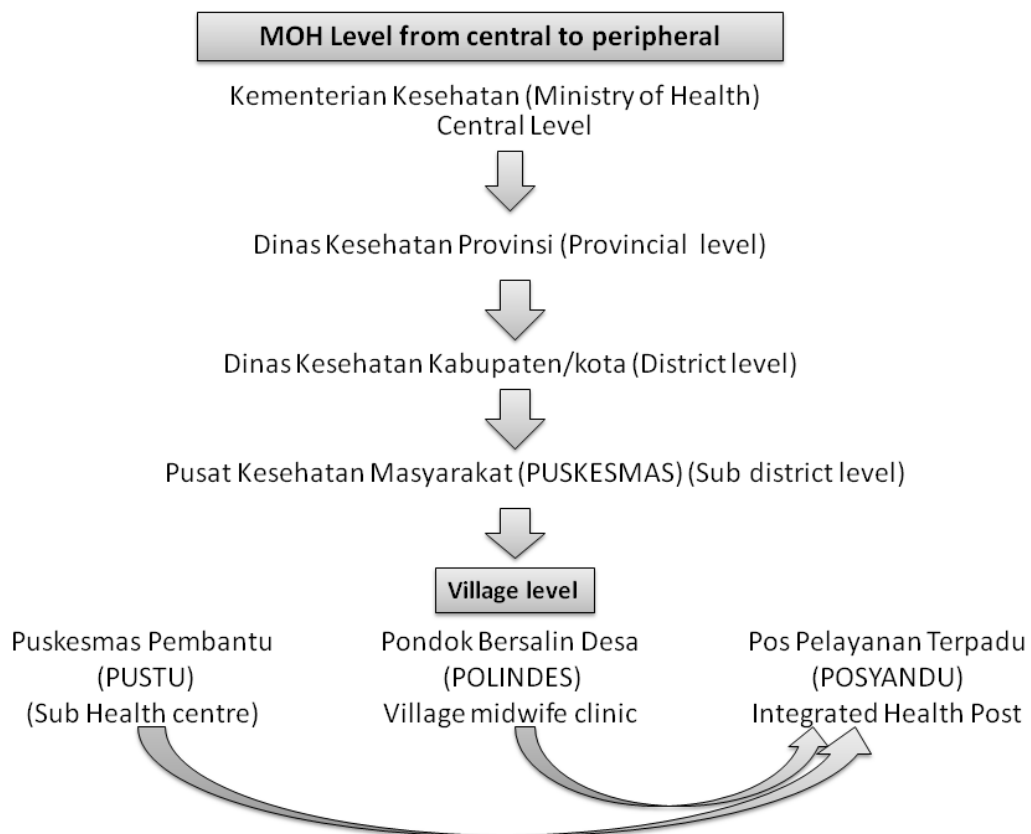 MOH Level from central to peripheral
Kementerian Kesehatan (Ministry of Health)
Central Level
Dinas Kesehatan Provinsi (Provincial level)
Dinas Kesehatan Kabupaten/kota (District level)
Pusat Kesehatan Masyarakat (PUSKESMAS) (Sub district level)
Village level
Puskesmas Pembantu
(PUSTU)
(Sub Health centre)
Pondok Bersalin Desa
(POLINDES)
Village midwife clinic
Pos Pelayanan Terpadu
(POSYANDU)
Integrated Health Post